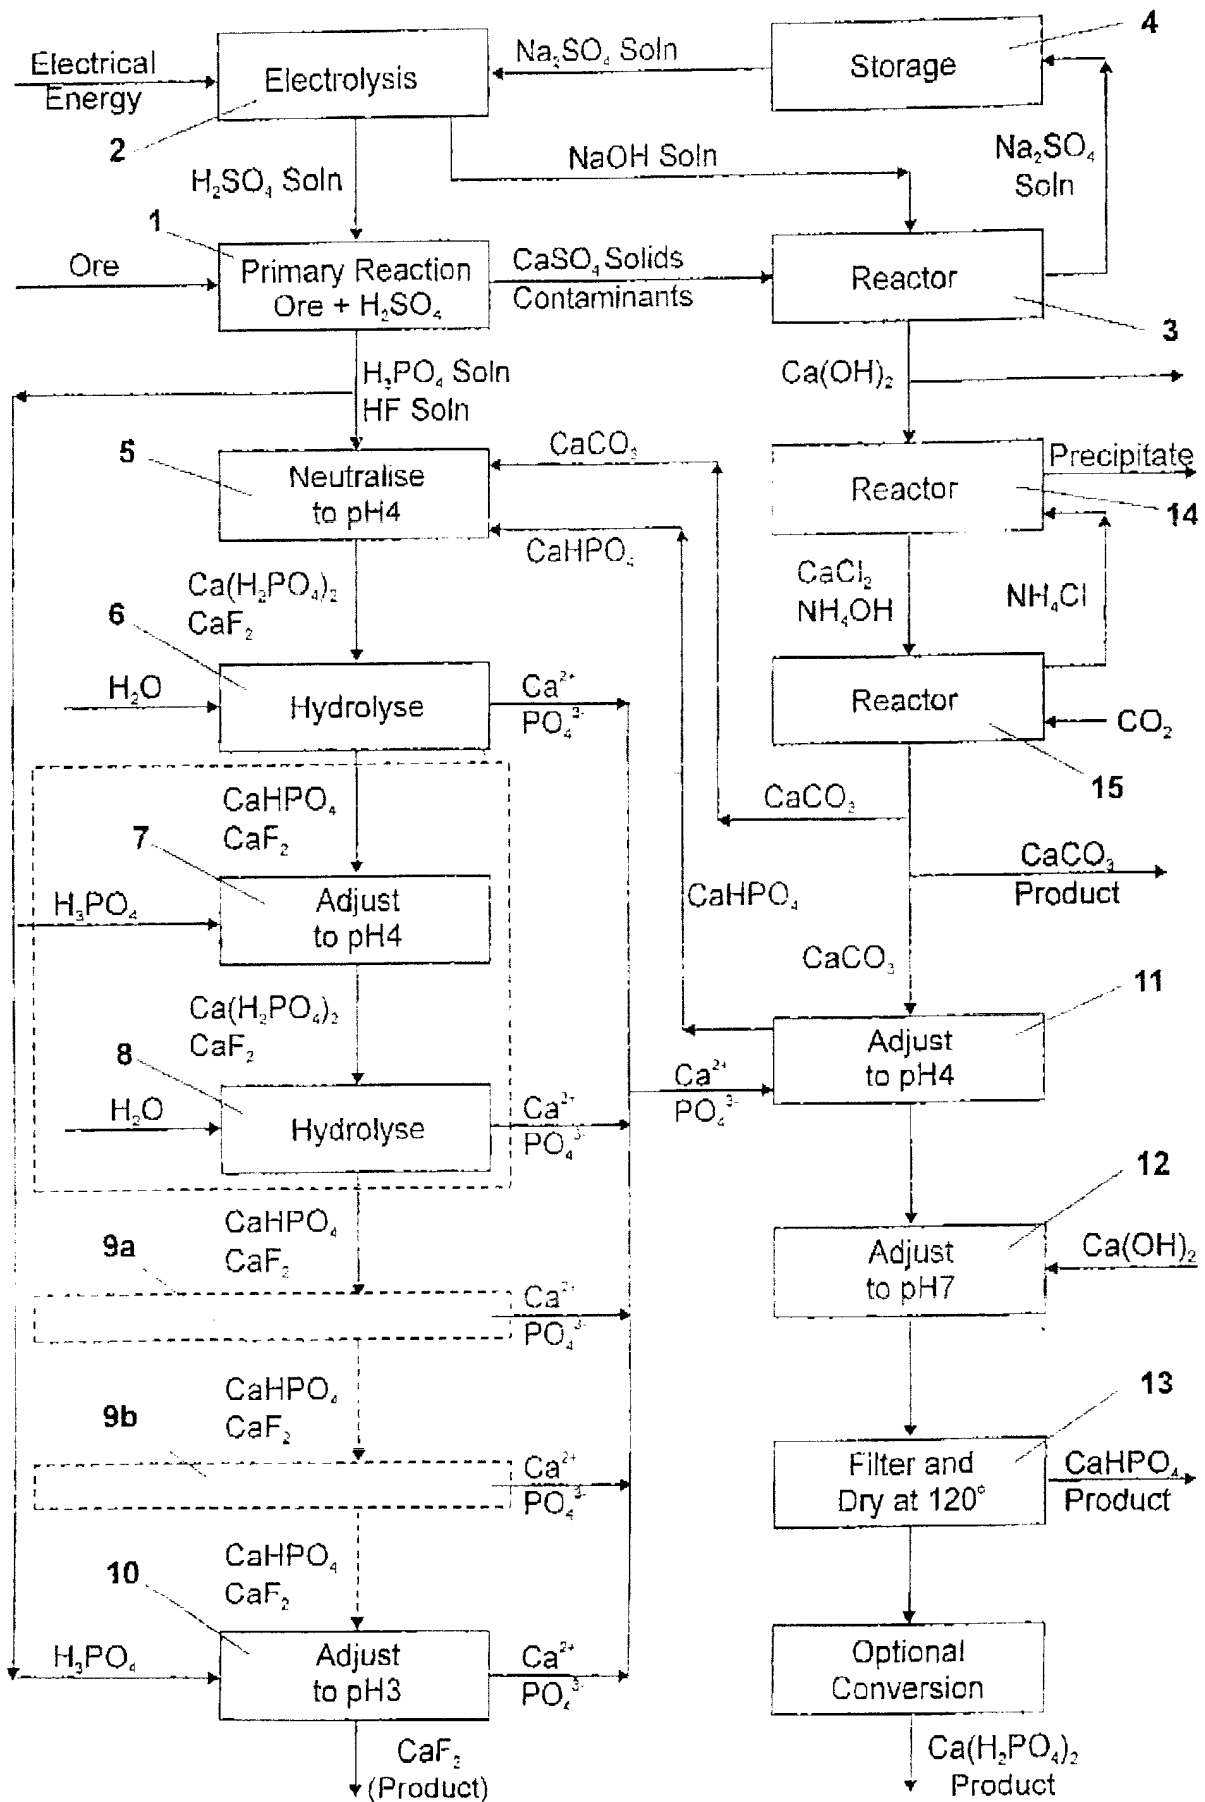 4
Electrical
Energy
Electrolysis
Na₂SO₄ Soln
Storage
2
H₂SO₄ Soln
NaOH Soln
Na₂SO₄
Soln
1
Ore
Primary Reaction
Ore + H₂SO₄
CaSO₄ Solids
Contaminants
Reactor
3
H₃PO₄ Soln
HF Soln
Ca(OH)₂
5
Neutralise
to pH4
CaCO₃
CaHPO₄
Reactor
Precipitate
14
Ca(H₂PO₄)₂
CaF₂
CaCl₂
NH₄OH
NH₄Cl
6
H₂O
Hydrolyse
Ca²⁺
PO₄³⁻
Reactor
CO₂
15
CaHPO₄
CaF₂
CaCO₃
CaCO₃
Product
7
H₃PO₄
Adjust
to pH4
CaHPO₄
CaCO₃
Ca(H₂PO₄)₂
CaF₂
11
Adjust
to pH4
Ca²⁺
PO₄³⁻
8
H₂O
Hydrolyse
Ca²⁺
PO₄³⁻
CaHPO₄
CaF₂
12
Adjust
to pH7
Ca(OH)₂
9a
Ca²⁺
PO₄³⁻
CaHPO₄
CaF₂
13
9b
Ca²⁺
PO₄³⁻
Filter and
Dry at 120°
CaHPO₄
Product
CaHPO₄
CaF₂
10
H₃PO₄
Adjust
to pH3
Ca²⁺
PO₄³⁻
Optional
Conversion
CaF₂
(Product)
Ca(H₂PO₄)₂
Product